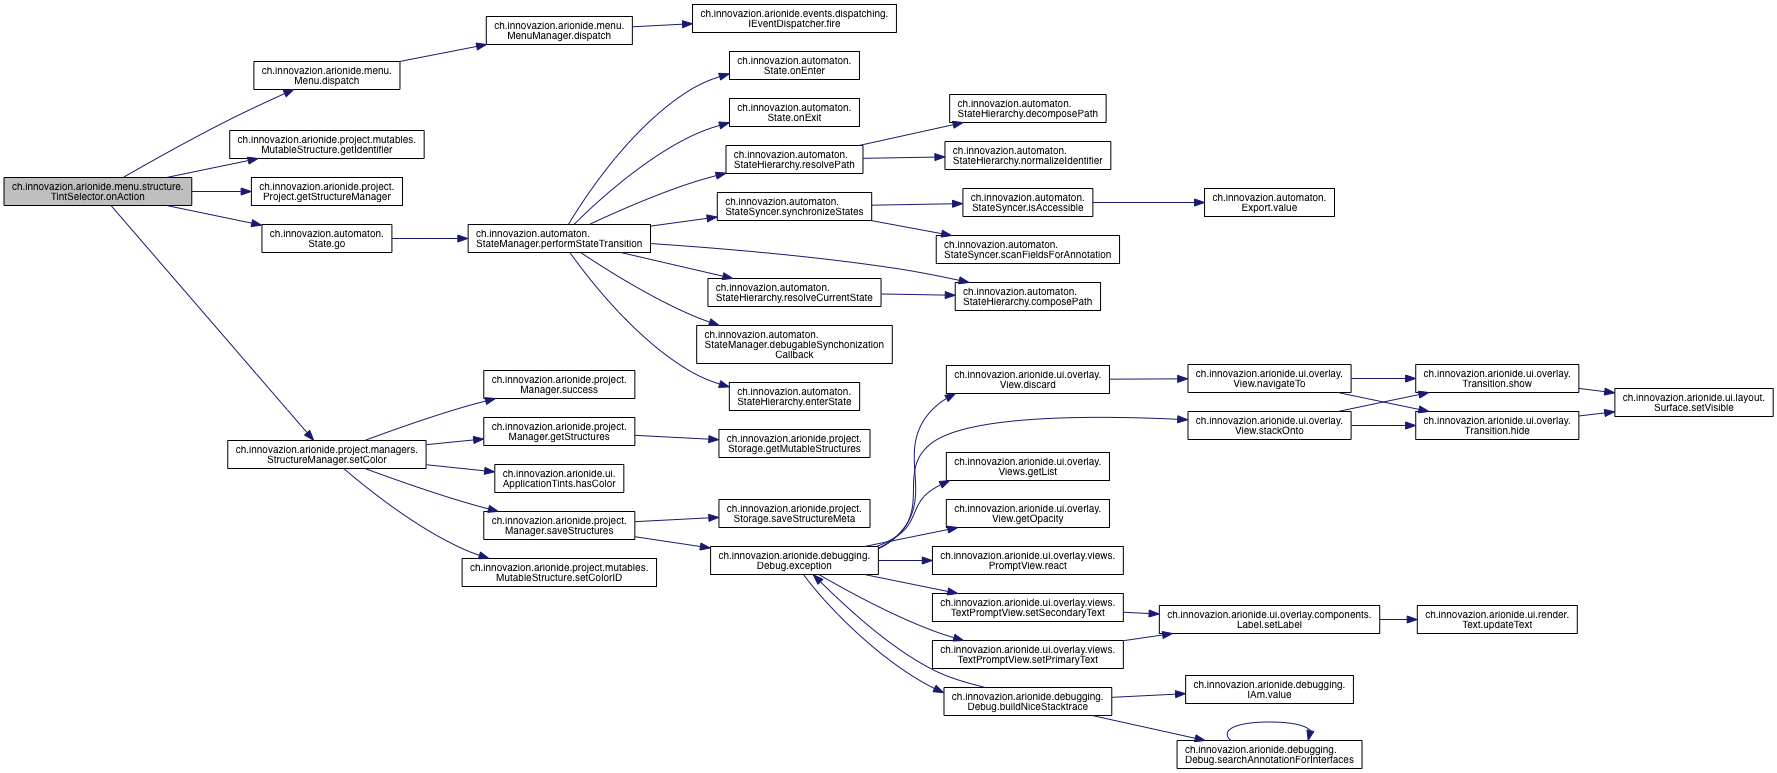 ch.innovazion.arionide.menu.structure.
TintSelector.onAction
ch.innovazion.arionide.menu.
Menu.dispatch
ch.innovazion.arionide.menu.
MenuManager.dispatch
ch.innovazion.arionide.events.dispatching.
IEventDispatcher.fire
ch.innovazion.arionide.project.mutables.
MutableStructure.getIdentifier
ch.innovazion.arionide.project.
Project.getStructureManager
ch.innovazion.automaton.
State.go
ch.innovazion.automaton.
StateManager.performStateTransition
ch.innovazion.automaton.
State.onEnter
ch.innovazion.automaton.
State.onExit
ch.innovazion.automaton.
StateHierarchy.resolvePath
ch.innovazion.automaton.
StateHierarchy.decomposePath
ch.innovazion.automaton.
StateHierarchy.normalizeIdentifier
ch.innovazion.automaton.
StateSyncer.synchronizeStates
ch.innovazion.automaton.
StateSyncer.isAccessible
ch.innovazion.automaton.
Export.value
ch.innovazion.automaton.
StateSyncer.scanFieldsForAnnotation
ch.innovazion.automaton.
StateHierarchy.resolveCurrentState
ch.innovazion.automaton.
StateHierarchy.composePath
ch.innovazion.automaton.
StateManager.debugableSynchonization
Callback
ch.innovazion.automaton.
StateHierarchy.enterState
ch.innovazion.arionide.project.managers.
StructureManager.setColor
ch.innovazion.arionide.project.
Manager.success
ch.innovazion.arionide.project.
Manager.getStructures
ch.innovazion.arionide.project.
Storage.getMutableStructures
ch.innovazion.arionide.ui.
ApplicationTints.hasColor
ch.innovazion.arionide.project.
Manager.saveStructures
ch.innovazion.arionide.project.
Storage.saveStructureMeta
ch.innovazion.arionide.project.mutables.
MutableStructure.setColorID
ch.innovazion.arionide.debugging.
Debug.exception
ch.innovazion.arionide.ui.overlay.
View.discard
ch.innovazion.arionide.ui.overlay.
View.navigateTo
ch.innovazion.arionide.ui.overlay.
Transition.show
ch.innovazion.arionide.ui.layout.
Surface.setVisible
ch.innovazion.arionide.ui.overlay.
View.stackOnto
ch.innovazion.arionide.ui.overlay.
Transition.hide
ch.innovazion.arionide.ui.overlay.
Views.getList
ch.innovazion.arionide.ui.overlay.
View.getOpacity
ch.innovazion.arionide.ui.overlay.views.
PromptView.react
ch.innovazion.arionide.ui.overlay.views.
TextPromptView.setSecondaryText
ch.innovazion.arionide.ui.overlay.components.
Label.setLabel
ch.innovazion.arionide.ui.render.
Text.updateText
ch.innovazion.arionide.ui.overlay.views.
TextPromptView.setPrimaryText
ch.innovazion.arionide.debugging.
Debug.buildNiceStacktrace
ch.innovazion.arionide.debugging.
IAm.value
ch.innovazion.arionide.debugging.
Debug.searchAnnotationForInterfaces